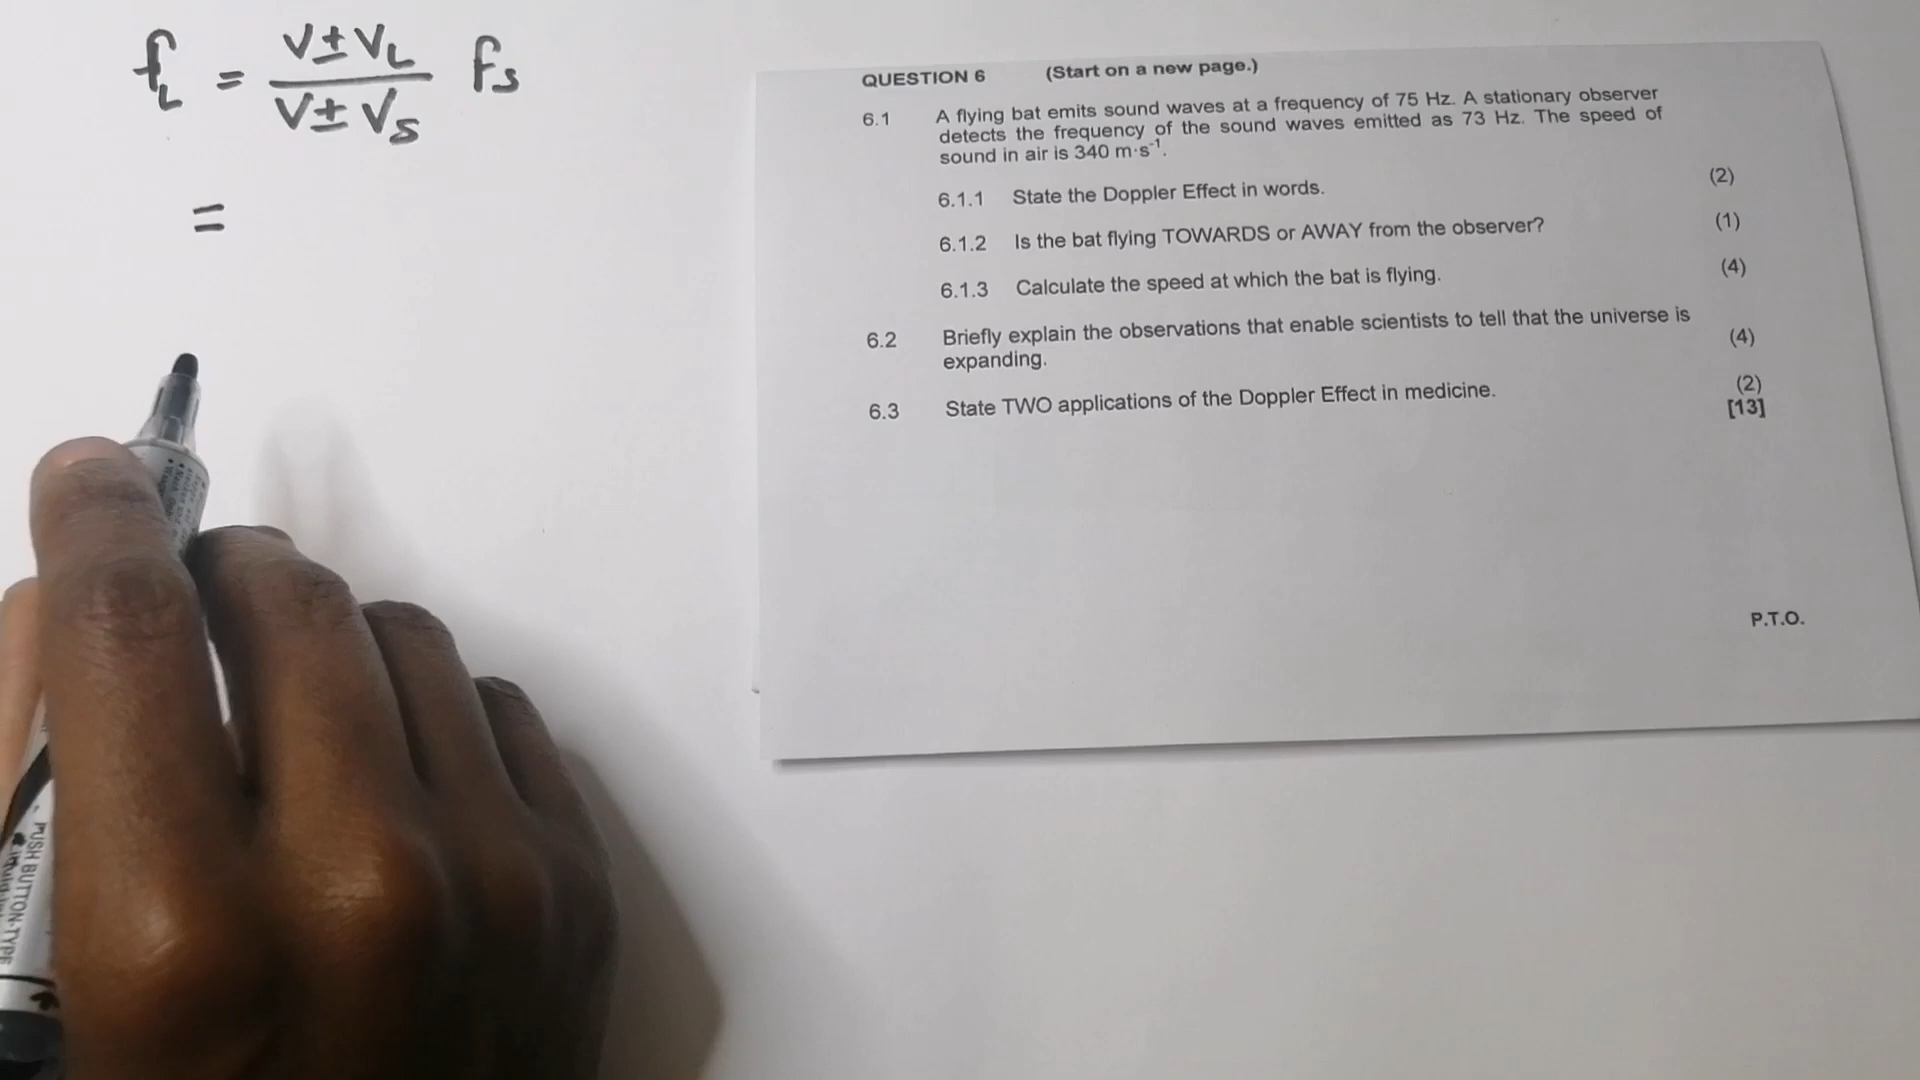 f_L = (V ± V_L) / (V ± V_s) f_s
=
QUESTION 6 (Start on a new page.)
6.1 A flying bat emits sound waves at a frequency of 75 Hz. A stationary observer
detects the frequency of the sound waves emitted as 73 Hz. The speed of
sound in air is 340 m·s⁻¹.
6.1.1 State the Doppler Effect in words. (2)
6.1.2 Is the bat flying TOWARDS or AWAY from the observer? (1)
6.1.3 Calculate the speed at which the bat is flying. (4)
6.2 Briefly explain the observations that enable scientists to tell that the universe is
expanding. (4)
6.3 State TWO applications of the Doppler Effect in medicine. (2)
[13]
P.T.O.
PUSH BUTTON-TYPE